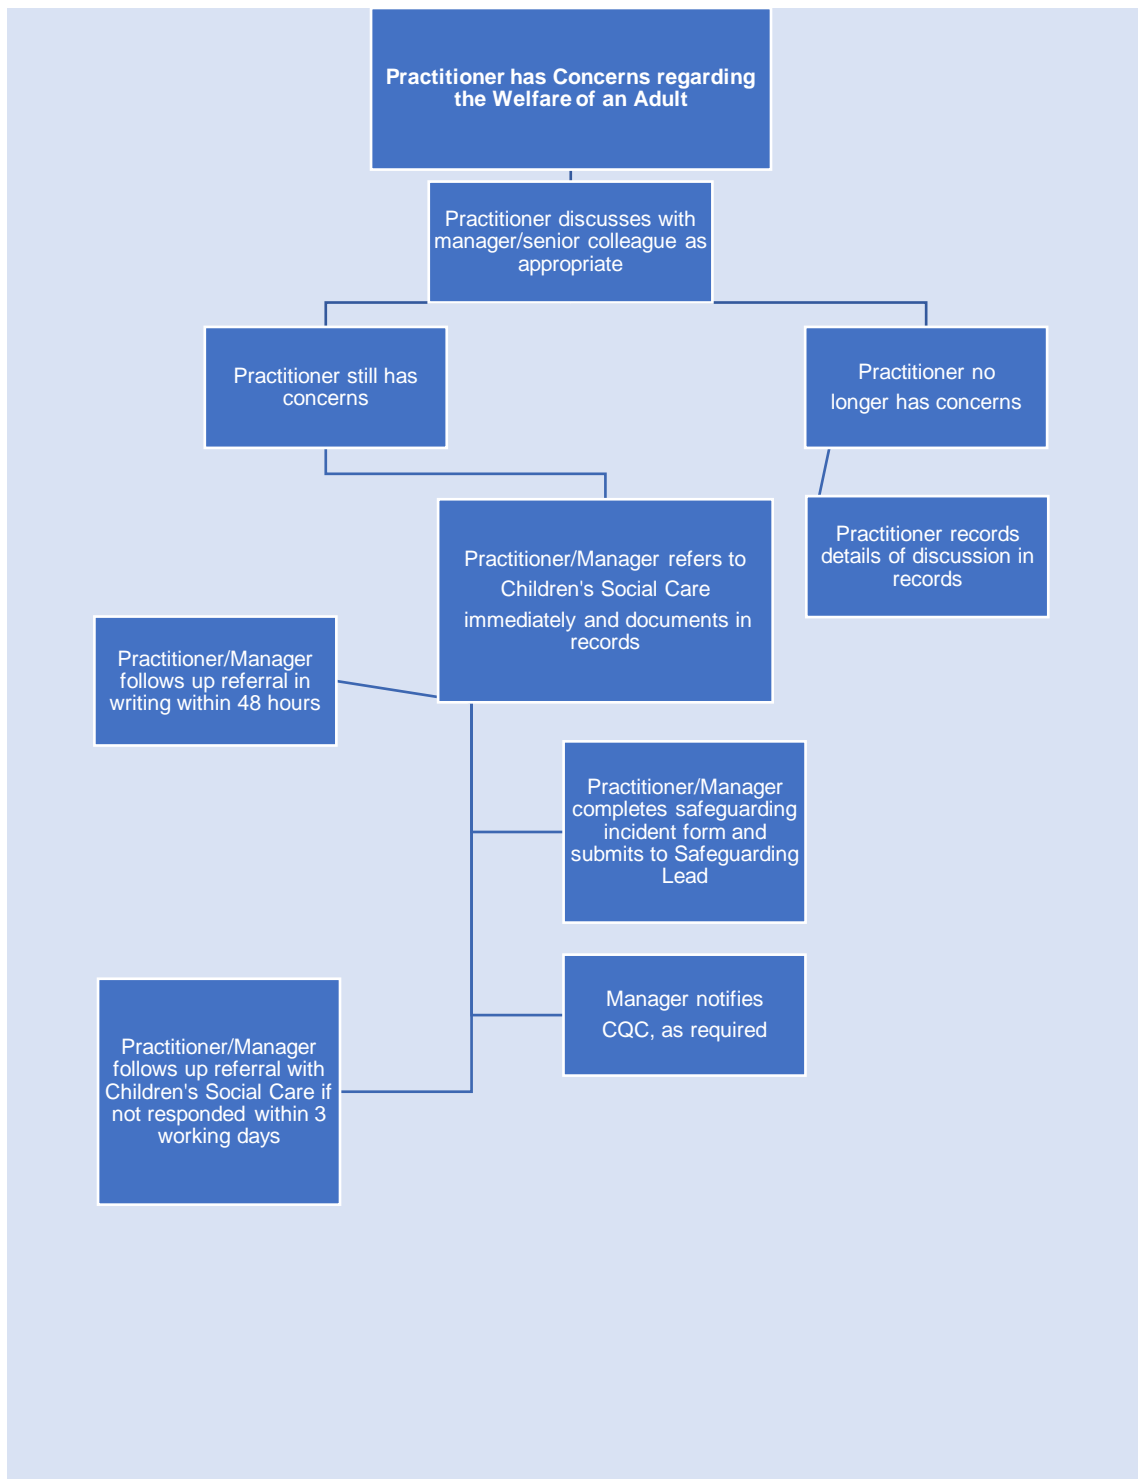 Practitioner has Concerns regarding
the Welfare of an Adult
Practitioner discusses with
manager/senior colleague as
appropriate
Practitioner still has
concerns
Practitioner no
longer has concerns
Practitioner/Manager refers to
Children's Social Care
immediately and documents in
records
Practitioner records
details of discussion in
records
Practitioner/Manager
follows up referral in
writing within 48 hours
Practitioner/Manager
completes safeguarding
incident form and
submits to Safeguarding
Lead
Manager notifies
CQC, as required
Practitioner/Manager
follows up referral with
Children's Social Care if
not responded within 3
working days